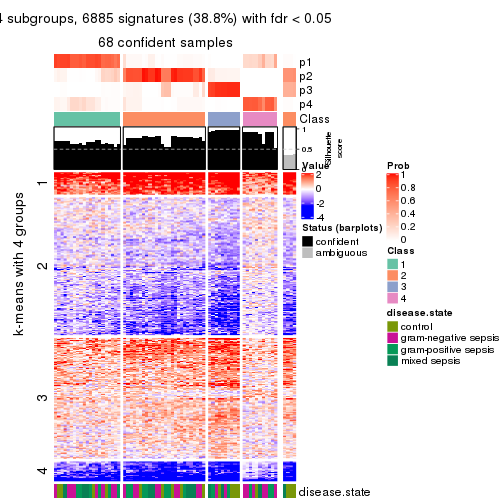 4 subgroups, 6885 signatures (38.8%) with fdr < 0.05
68 confident samples
p1
p2
p3
p4
Class
1
0.5
0
Silhouette
score
k-means with 4 groups
1
2
3
4
disease.state
Value
2
0
-2
-4
Status (barplots)
confident
ambiguous
Prob
1
0.8
0.6
0.4
0.2
0
Class
1
2
3
4
disease.state
control
gram-negative sepsis
gram-positive sepsis
mixed sepsis